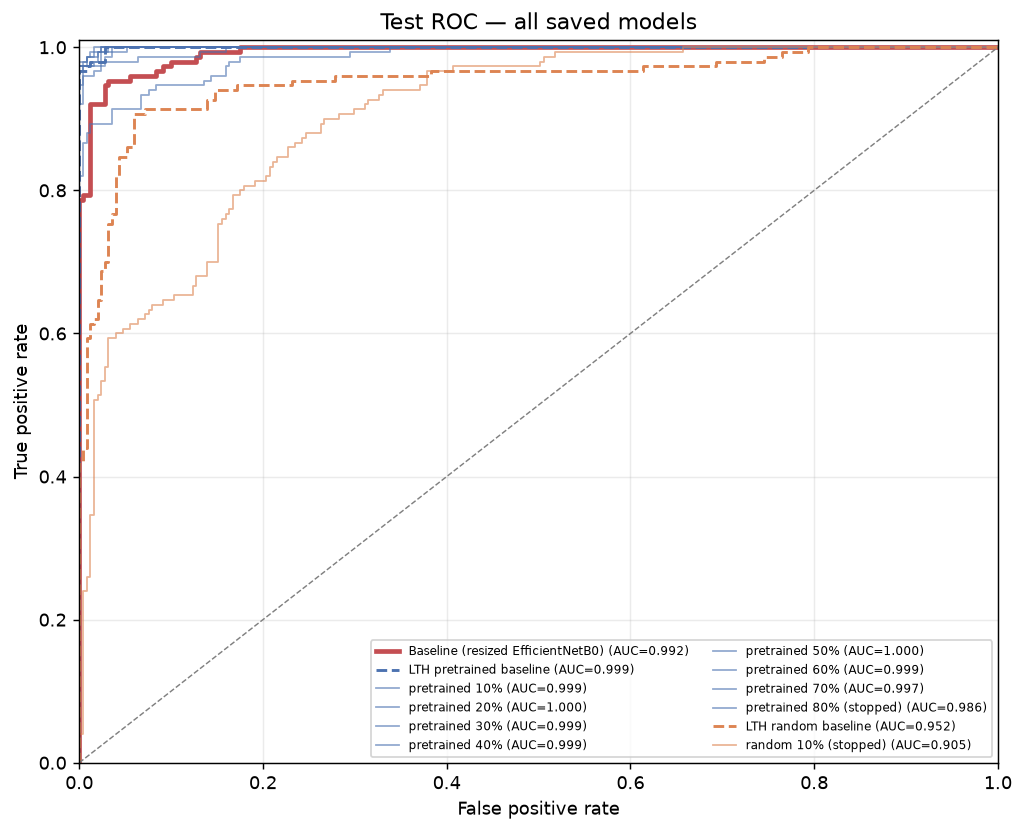 Test ROC — all saved models
True positive rate
1.0
0.8
0.6
0.4
0.2
0.0
0.0 0.2 0.4 0.6 0.8 1.0
False positive rate
Baseline (resized EfficientNetB0) (AUC=0.992)
LTH pretrained baseline (AUC=0.999)
pretrained 10% (AUC=0.999)
pretrained 20% (AUC=1.000)
pretrained 30% (AUC=0.999)
pretrained 40% (AUC=0.999)
pretrained 50% (AUC=1.000)
pretrained 60% (AUC=0.999)
pretrained 70% (AUC=0.997)
pretrained 80% (stopped) (AUC=0.986)
LTH random baseline (AUC=0.952)
random 10% (stopped) (AUC=0.905)